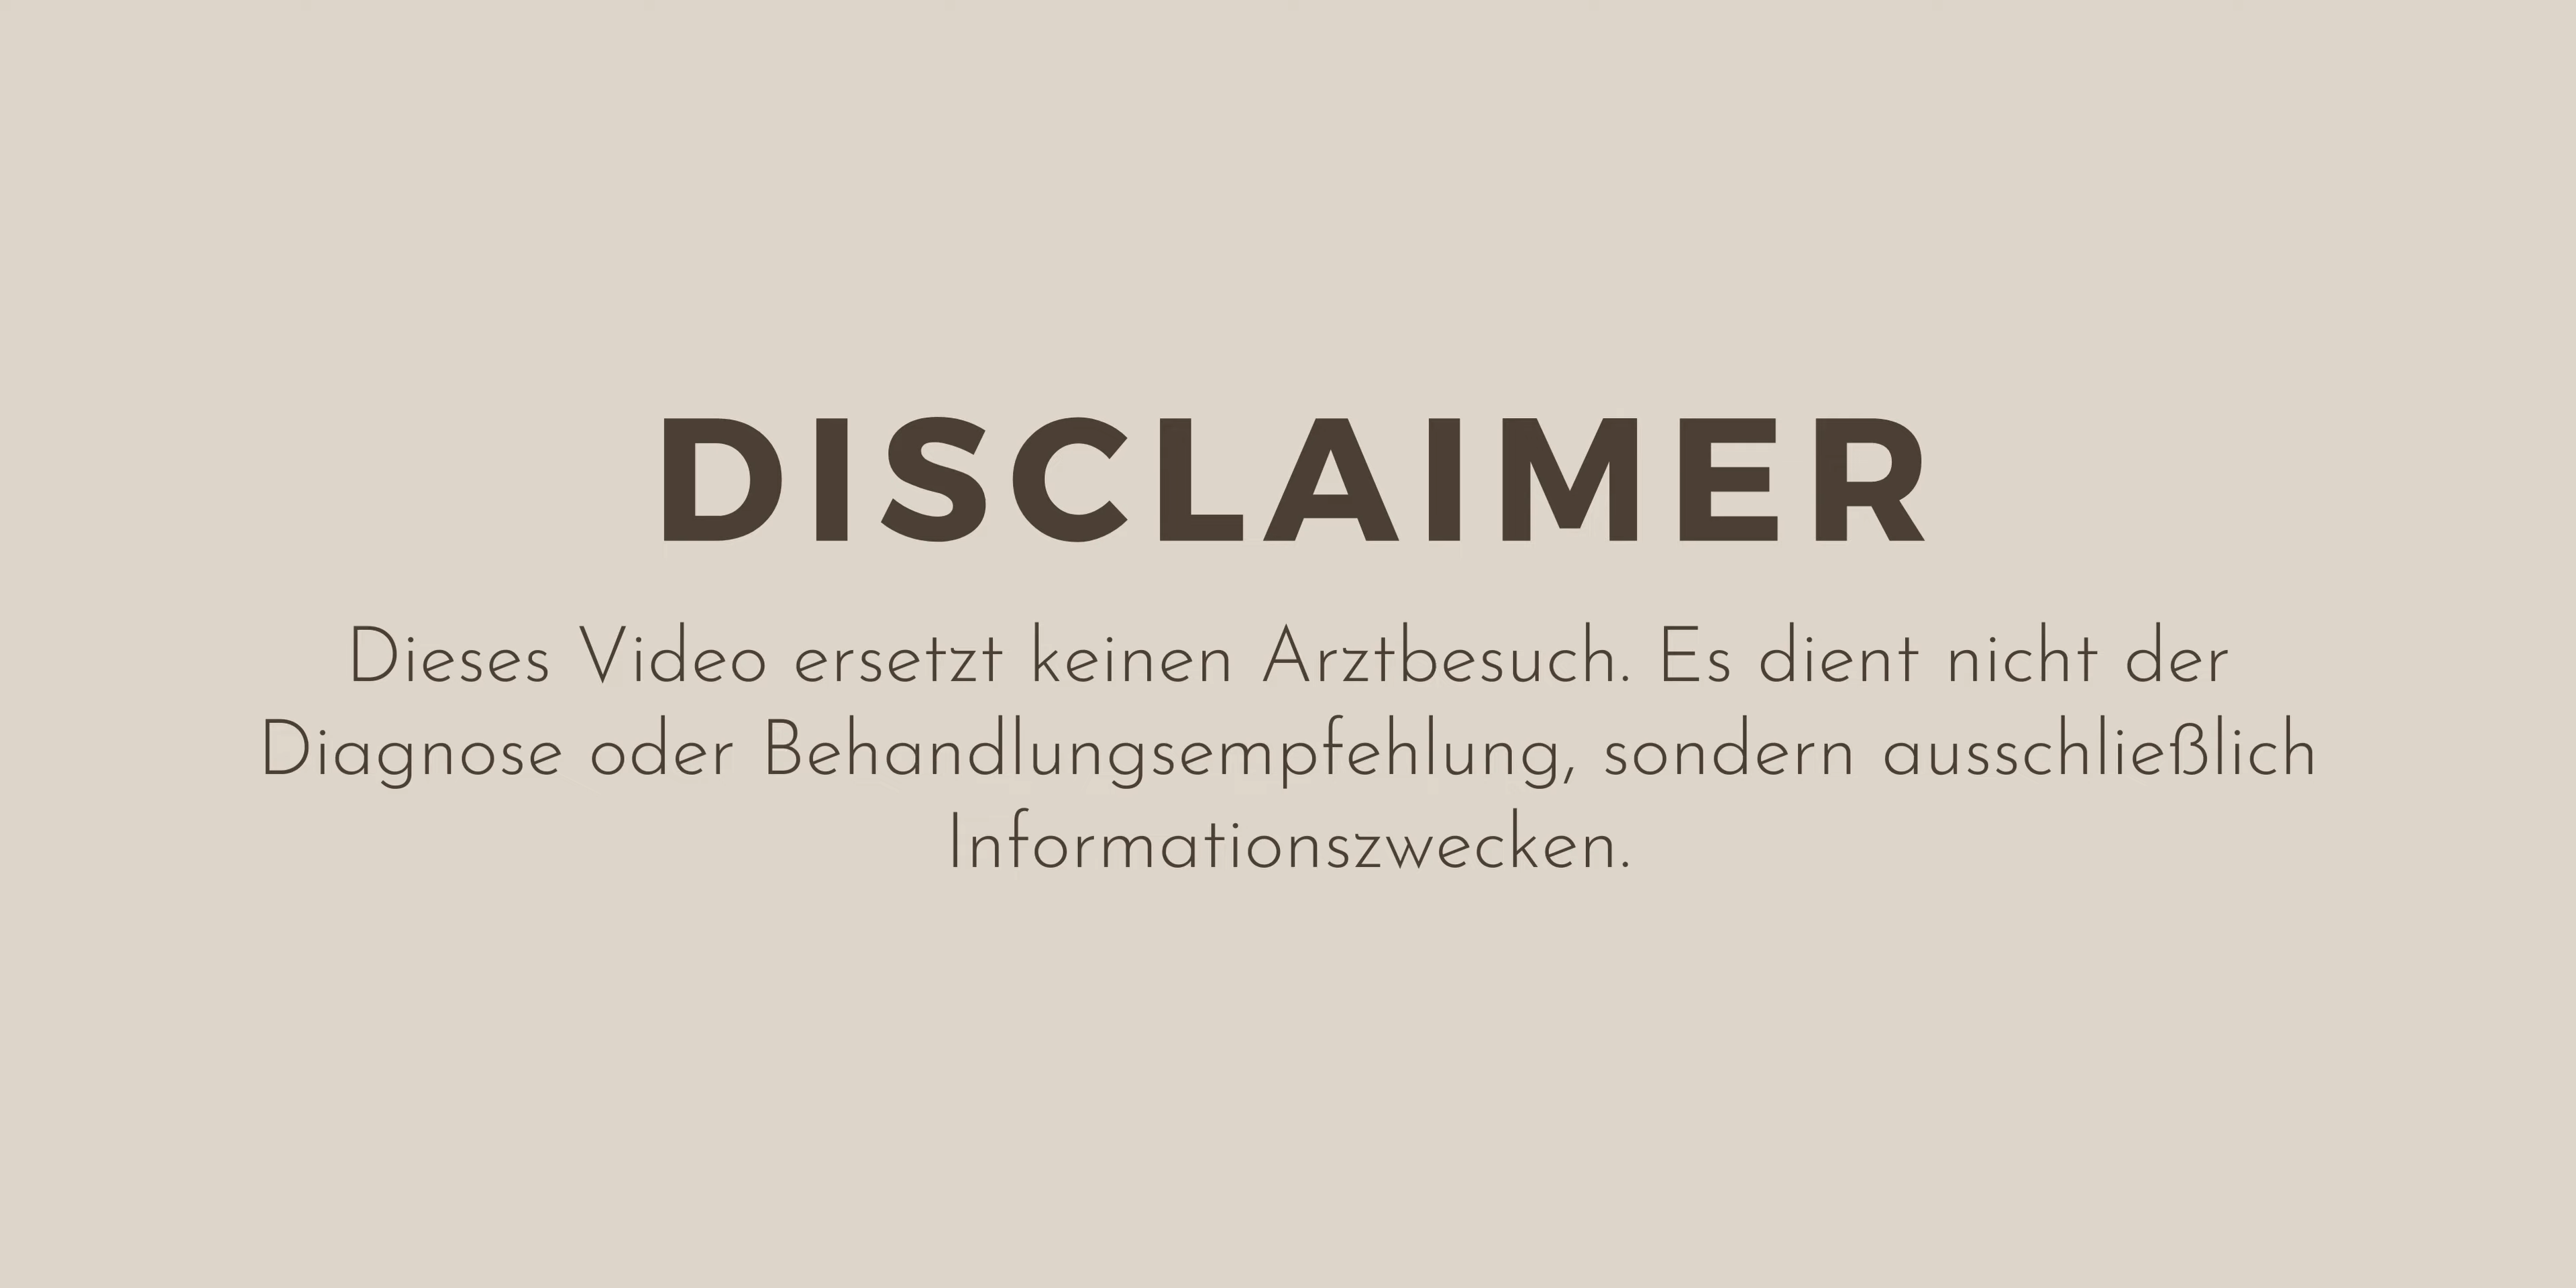 DISCLAIMER
Dieses Video ersetzt keinen Arztbesuch. Es dient nicht der
Diagnose oder Behandlungsempfehlung, sondern ausschließlich
Informationszwecken.